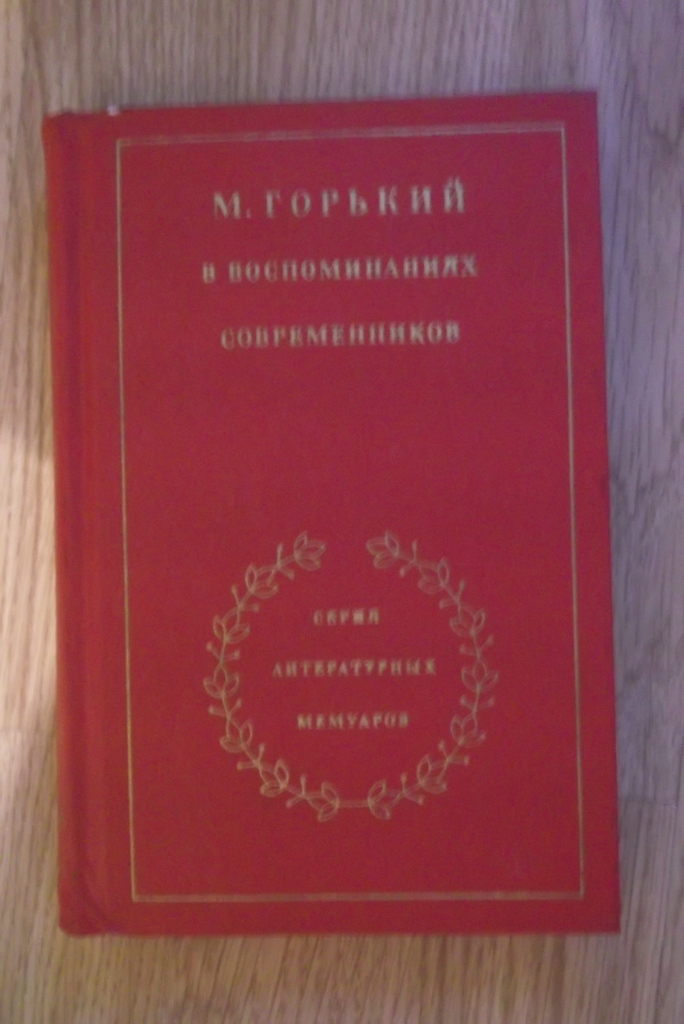 М. ГОРЬКИЙ
В ВОСПОМИНАНИЯХ
СОВРЕМЕННИКОВ
СЕРИЯ
ЛИТЕРАТУРНЫХ
МЕМУАРОВ